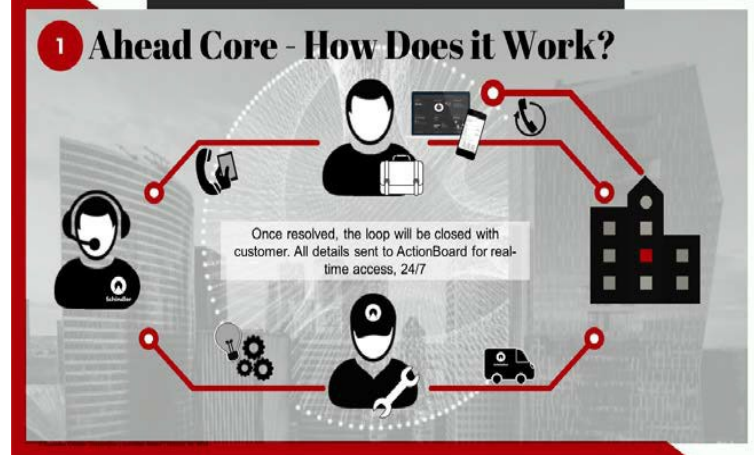 1 Ahead Core - How Does it Work?
Once resolved, the loop will be closed with
customer. All details sent to ActionBoard for real-
time access, 24/7
Schindler